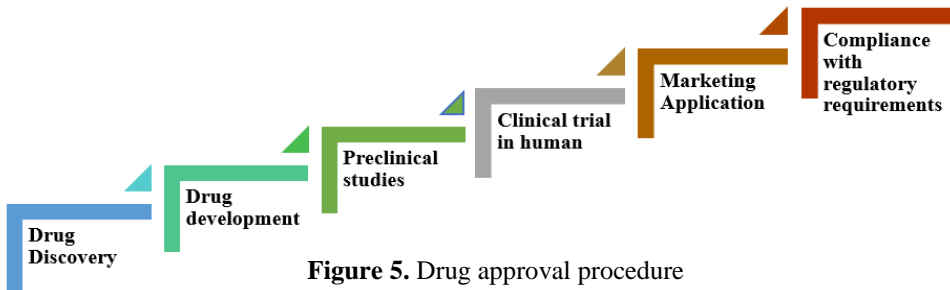 Drug
Discovery
Drug
development
Preclinical
studies
Clinical trial
in human
Marketing
Application
Compliance
with
regulatory
requirements
Figure 5. Drug approval procedure